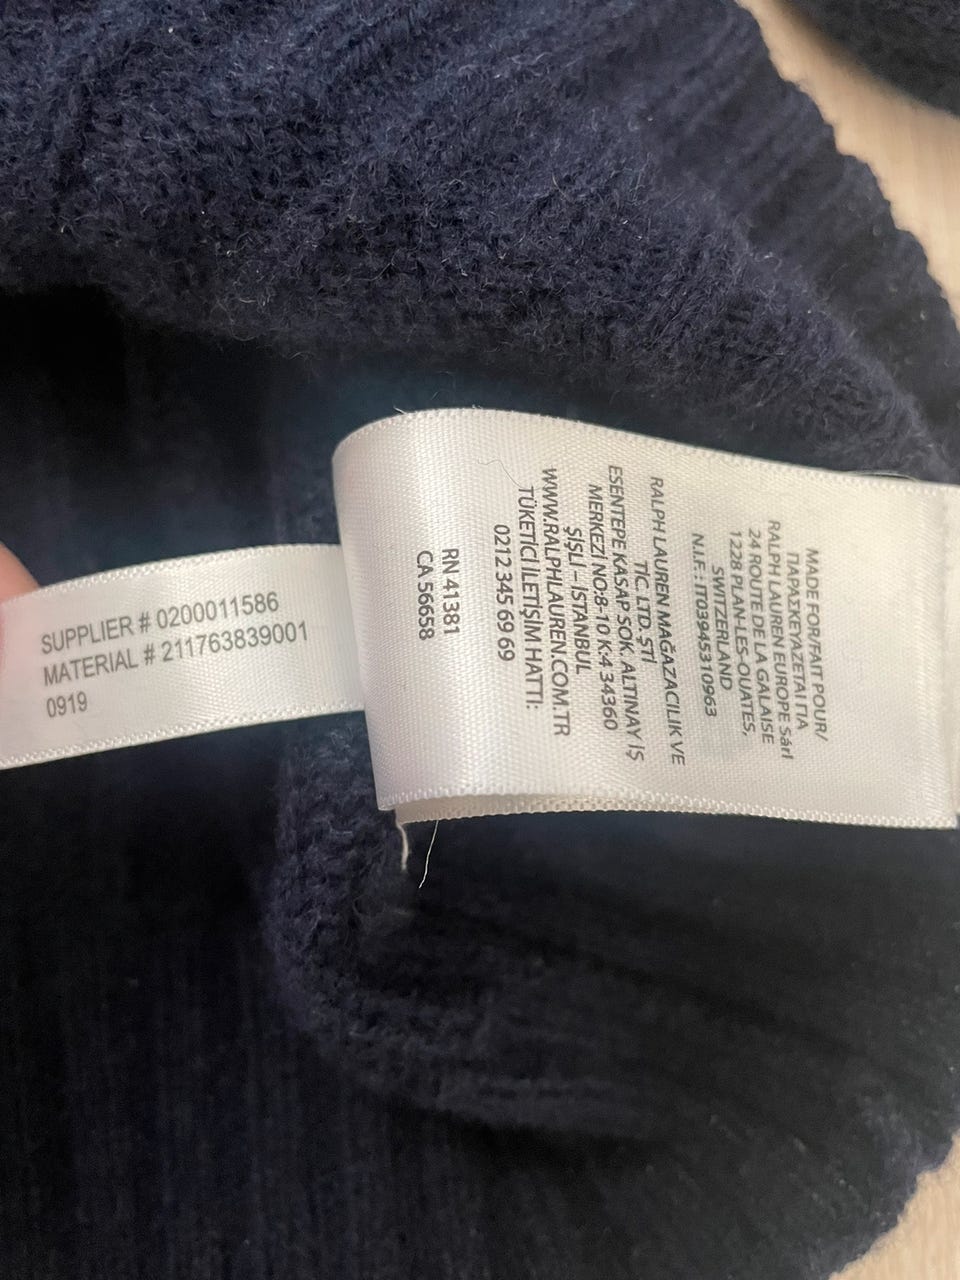 SUPPLIER # 0200011586
MATERIAL # 211763839001
0919
MADE FOR/FAIT POUR/
ΠΑΡΑΣΚΕΥΑΖΕΤΑΙ ΓΙΑ
RALPH LAUREN EUROPE Sárl
24 ROUTE DE LA GALAISE
1228 PLAN-LES-OUATES,
SWITZERLAND
N.I.F.: IT03945310963
RALPH LAUREN MAĞAZACILIK VE
TİC. LTD. ŞTİ
ESENTEPE KASAP SOK. ALTINAY İŞ
MERKEZİ NO:8-10 K:4 34360
ŞİŞLİ – İSTANBUL
WWW.RALPHLAUREN.COM.TR
TÜKETİCİ İLETİŞİM HATTI:
0212 345 69 69
RN 41381
CA 56658